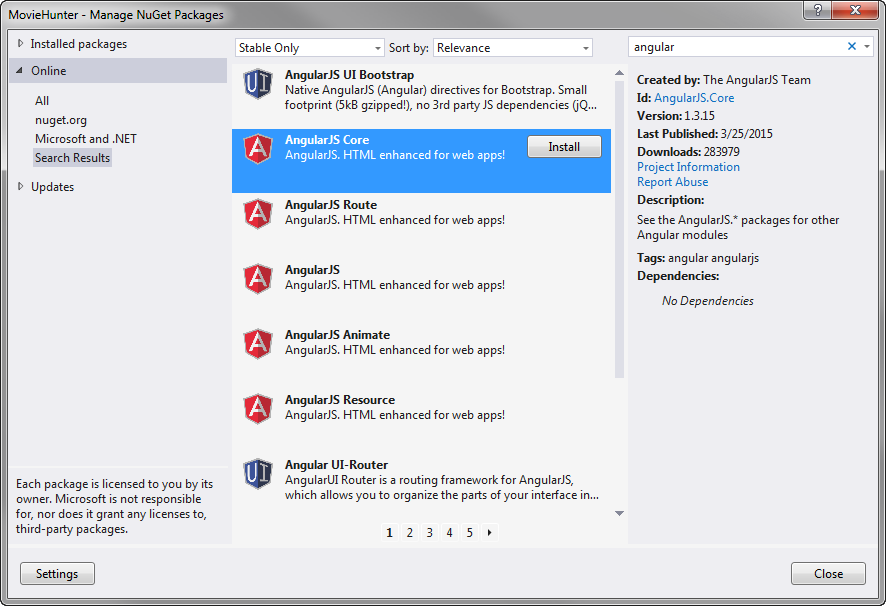 MovieHunter - Manage NuGet Packages
Installed packages
Online
All
nuget.org
Microsoft and .NET
Search Results
Updates
Each package is licensed to you by its
owner. Microsoft is not responsible
for, nor does it grant any licenses to,
third-party packages.
Stable Only
Sort by:
Relevance
UI
AngularJS UI Bootstrap
Native AngularJS (Angular) directives for Bootstrap. Small
footprint (5kB gzipped!), no 3rd party JS dependencies (jQ...
A
AngularJS Core
AngularJS. HTML enhanced for web apps!
Install
A
AngularJS Route
AngularJS. HTML enhanced for web apps!
A
AngularJS
AngularJS. HTML enhanced for web apps!
A
AngularJS Animate
AngularJS. HTML enhanced for web apps!
A
AngularJS Resource
AngularJS. HTML enhanced for web apps!
UI
Angular UI-Router
AngularUI Router is a routing framework for AngularJS,
which allows you to organize the parts of your interface in...
1 2 3 4 5
angular
Created by: The AngularJS Team
Id: AngularJS.Core
Version: 1.3.15
Last Published: 3/25/2015
Downloads: 283979
Project Information
Report Abuse
Description:
See the AngularJS.* packages for other
Angular modules
Tags: angular angularjs
Dependencies:
No Dependencies
Settings
Close